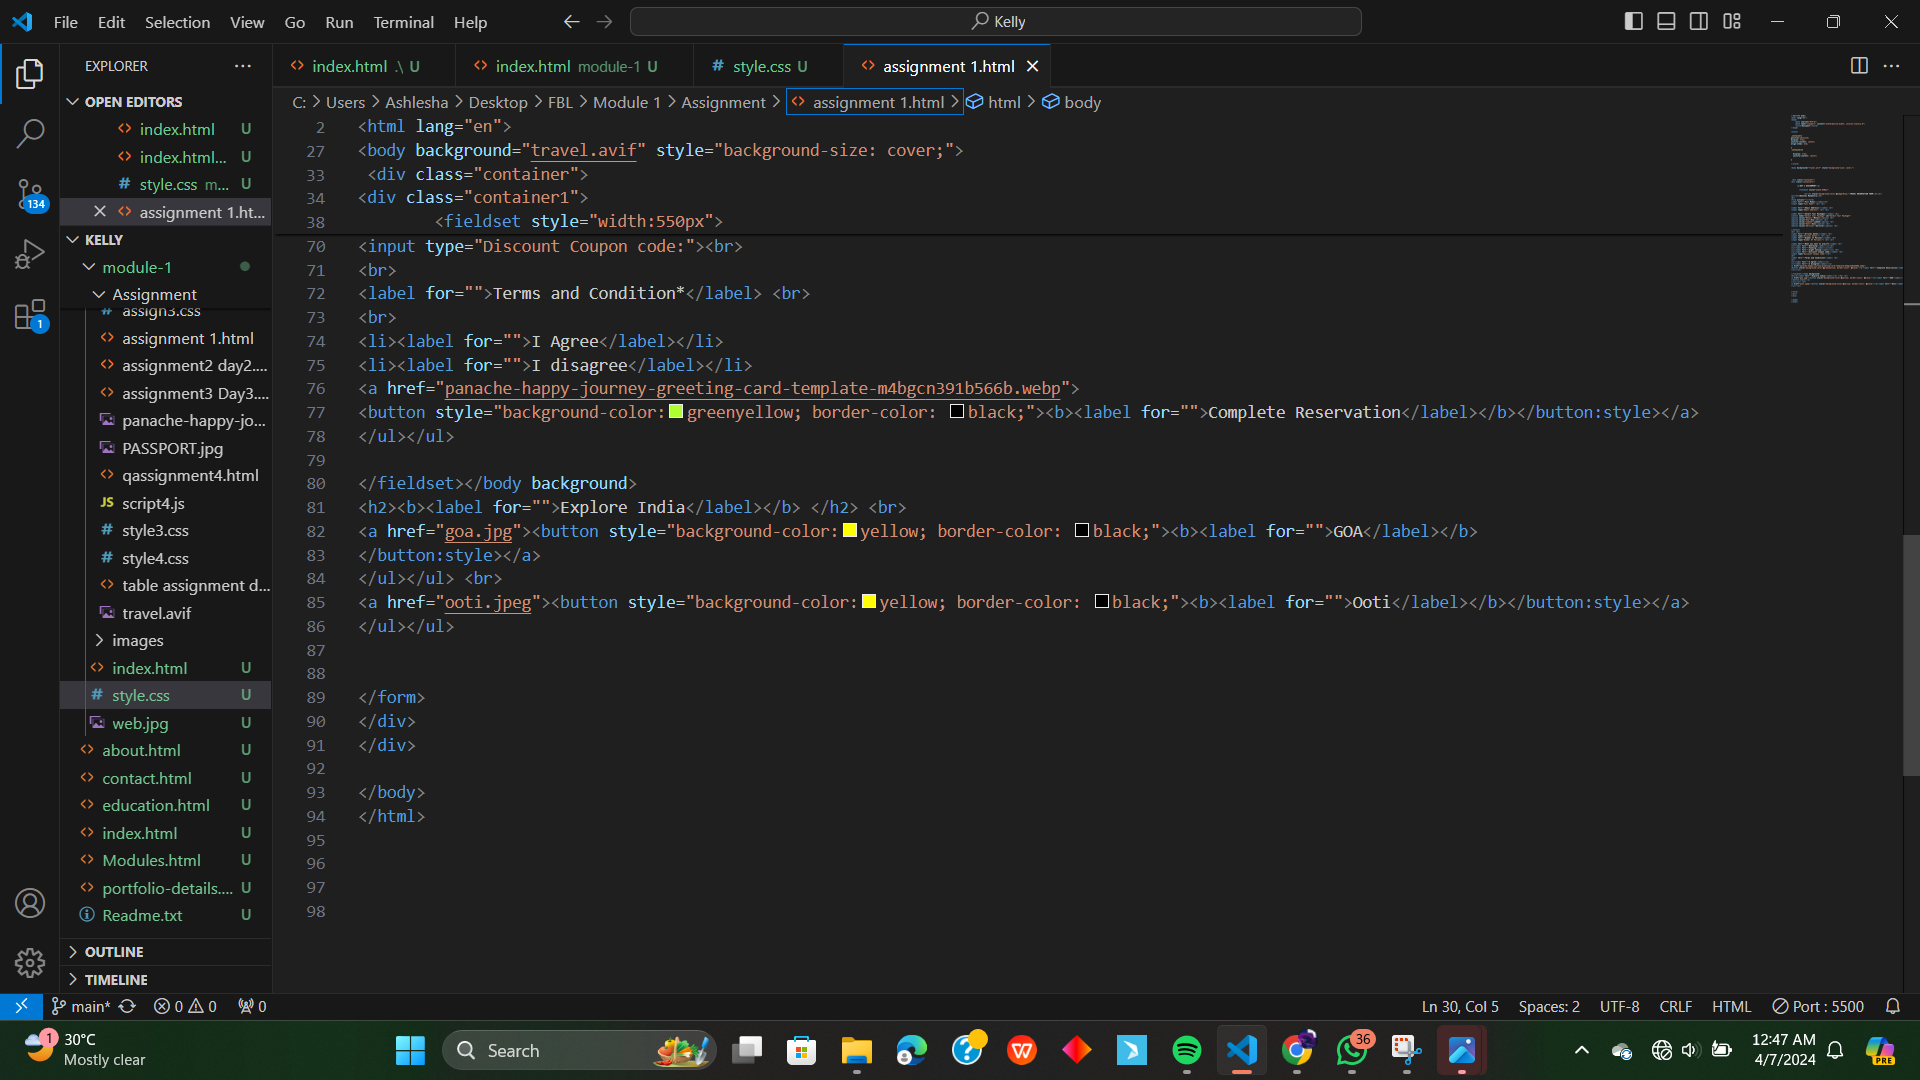 File Edit Selection View Go Run Terminal Help
Kelly
EXPLORER
OPEN EDITORS
index.html U
index.html... U
style.css m... U
assignment 1.ht...
KELLY
module-1
Assignment
assign3.css
assignment 1.html
assignment2 day2....
assignment3 Day3....
panache-happy-jo...
PASSPORT.jpg
qassignment4.html
JS script4.js
style3.css
style4.css
table assignment d...
travel.avif
images
index.html U
style.css U
web.jpg U
about.html U
contact.html U
education.html U
index.html U
Modules.html U
portfolio-details.... U
Readme.txt U
OUTLINE
TIMELINE
134
1
index.html .\ U
index.html module-1 U
# style.css U
assignment 1.html
C: > Users > Ashlesha > Desktop > FBL > Module 1 > Assignment > assignment 1.html > html > body
2 <html lang="en">
27 <body background="travel.avif" style="background-size: cover;">
33 <div class="container">
34 <div class="container1">
38 <fieldset style="width:550px">
70 <input type="Discount Coupon code:"><br>
71 <br>
72 <label for="">Terms and Condition*</label> <br>
73 <br>
74 <li><label for="">I Agree</label></li>
75 <li><label for="">I disagree</label></li>
76 <a href="panache-happy-journey-greeting-card-template-m4bgcn391b566b.webp">
77 <button style="background-color:greenyellow; border-color: black;"><b><label for="">Complete Reservation</label></b></button:style></a>
78 </ul></ul>
79
80 </fieldset></body background>
81 <h2><b><label for="">Explore India</label></b> </h2> <br>
82 <a href="goa.jpg"><button style="background-color:yellow; border-color: black;"><b><label for="">GOA</label></b>
83 </button:style></a>
84 </ul></ul> <br>
85 <a href="ooti.jpeg"><button style="background-color:yellow; border-color: black;"><b><label for="">Ooti</label></b></button:style></a>
86 </ul></ul>
87
88
89 </form>
90 </div>
91 </div>
92
93 </body>
94 </html>
95
96
97
98
main* 0 0 0
Ln 30, Col 5 Spaces: 2 UTF-8 CRLF HTML Port : 5500
1
30°C
Mostly clear
Search
36
12:47 AM
4/7/2024
PRE